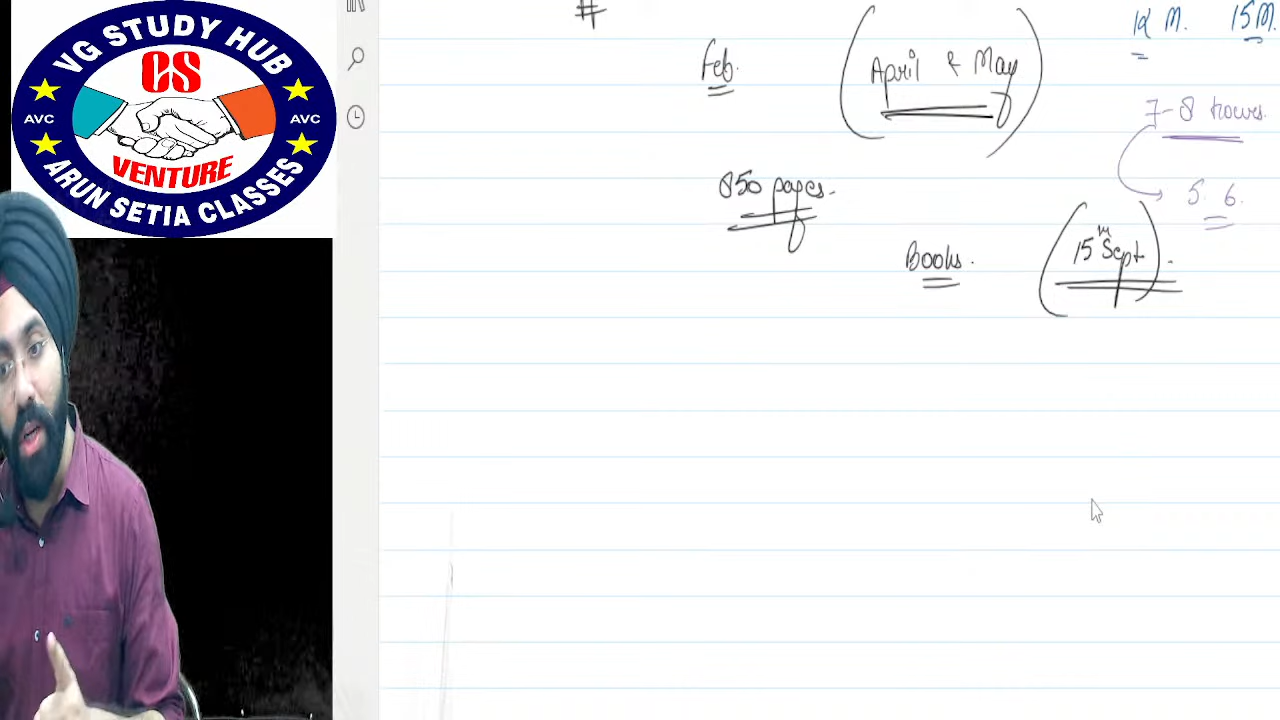 VG STUDY HUB
CS
AVC AVC
VENTURE
ARUN SETIA CLASSES
#
12 M. 15 M.
Feb. (April & May)
7-8 hours.
850 pages. 5. 6.
Books. (15th Sept).